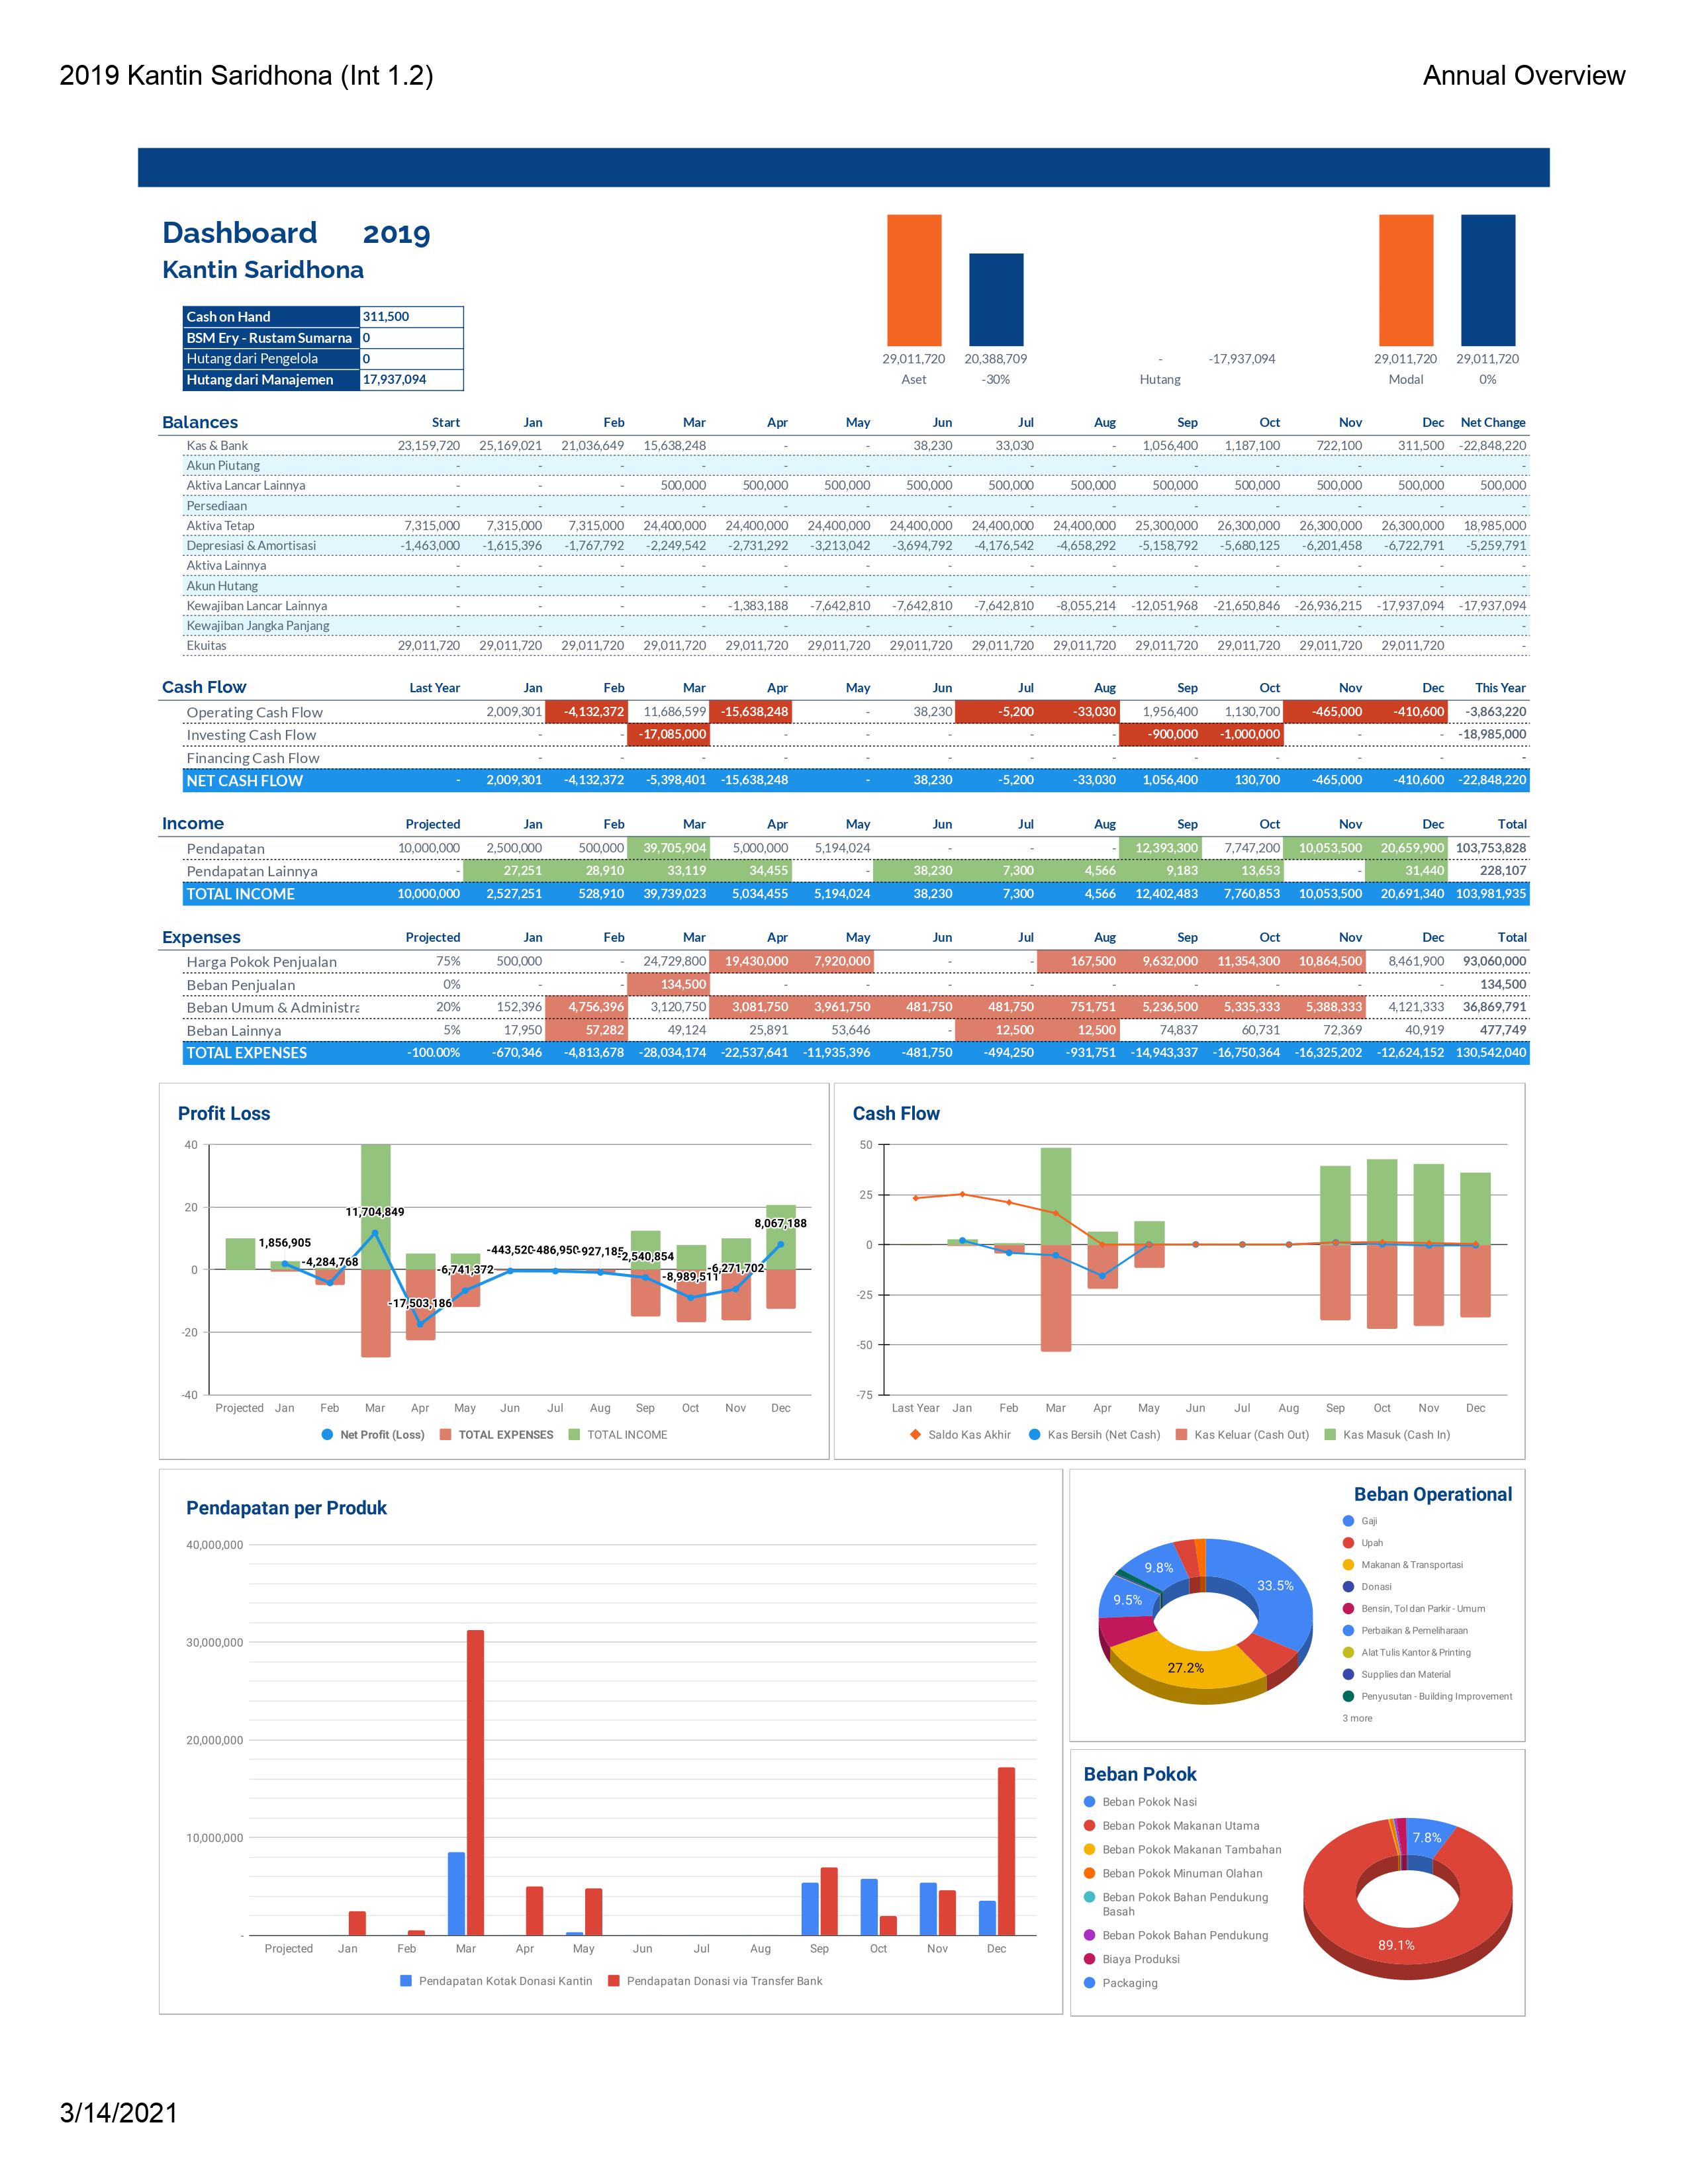 2019 Kantin Saridhona (Int 1.2) Annual Overview
Dashboard 2019
Kantin Saridhona
Cash on Hand 311,500
BSM Ery - Rustam Sumarna 0
Hutang dari Pengelola 0
Hutang dari Manajemen 17,937,094
29,011,720 20,388,709 - -17,937,094 29,011,720 29,011,720
Aset -30% Hutang Modal 0%
Balances Start Jan Feb Mar Apr May Jun Jul Aug Sep Oct Nov Dec Net Change
Kas & Bank 23,159,720 25,169,021 21,036,649 15,638,248 - - 38,230 33,030 - 1,056,400 1,187,100 722,100 311,500 -22,848,220
Akun Piutang - - - - - - - - - - - - - -
Aktiva Lancar Lainnya - - - 500,000 500,000 500,000 500,000 500,000 500,000 500,000 500,000 500,000 500,000 500,000
Persediaan - - - - - - - - - - - - - -
Aktiva Tetap 7,315,000 7,315,000 7,315,000 24,400,000 24,400,000 24,400,000 24,400,000 24,400,000 24,400,000 25,300,000 26,300,000 26,300,000 26,300,000 18,985,000
Depresiasi & Amortisasi -1,463,000 -1,615,396 -1,767,792 -2,249,542 -2,731,292 -3,213,042 -3,694,792 -4,176,542 -4,658,292 -5,158,792 -5,680,125 -6,201,458 -6,722,791 -5,259,791
Aktiva Lainnya - - - - - - - - - - - - - -
Akun Hutang - - - - - - - - - - - - - -
Kewajiban Lancar Lainnya - - - - -1,383,188 -7,642,810 -7,642,810 -7,642,810 -8,055,214 -12,051,968 -21,650,846 -26,936,215 -17,937,094 -17,937,094
Kewajiban Jangka Panjang - - - - - - - - - - - - - -
Ekuitas 29,011,720 29,011,720 29,011,720 29,011,720 29,011,720 29,011,720 29,011,720 29,011,720 29,011,720 29,011,720 29,011,720 29,011,720 29,011,720 -
Cash Flow Last Year Jan Feb Mar Apr May Jun Jul Aug Sep Oct Nov Dec This Year
Operating Cash Flow 2,009,301 -4,132,372 11,686,599 -15,638,248 - 38,230 -5,200 -33,030 1,956,400 1,130,700 -465,000 -410,600 -3,863,220
Investing Cash Flow - - -17,085,000 - - - - - -900,000 -1,000,000 - - -18,985,000
Financing Cash Flow - - - - - - - - - - - - -
NET CASH FLOW - 2,009,301 -4,132,372 -5,398,401 -15,638,248 - 38,230 -5,200 -33,030 1,056,400 130,700 -465,000 -410,600 -22,848,220
Income Projected Jan Feb Mar Apr May Jun Jul Aug Sep Oct Nov Dec Total
Pendapatan 10,000,000 2,500,000 500,000 39,705,904 5,000,000 5,194,024 - - - 12,393,300 7,747,200 10,053,500 20,659,900 103,753,828
Pendapatan Lainnya - 27,251 28,910 33,119 34,455 - 38,230 7,300 4,566 9,183 13,653 - 31,440 228,107
TOTAL INCOME 10,000,000 2,527,251 528,910 39,739,023 5,034,455 5,194,024 38,230 7,300 4,566 12,402,483 7,760,853 10,053,500 20,691,340 103,981,935
Expenses Projected Jan Feb Mar Apr May Jun Jul Aug Sep Oct Nov Dec Total
Harga Pokok Penjualan 75% 500,000 - 24,729,800 19,430,000 7,920,000 - - 167,500 9,632,000 11,354,300 10,864,500 8,461,900 93,060,000
Beban Penjualan 0% - - 134,500 - - - - - - - - - 134,500
Beban Umum & Administra 20% 152,396 4,756,396 3,120,750 3,081,750 3,961,750 481,750 481,750 751,751 5,236,500 5,335,333 5,388,333 4,121,333 36,869,791
Beban Lainnya 5% 17,950 57,282 49,124 25,891 53,646 - 12,500 12,500 74,837 60,731 72,369 40,919 477,749
TOTAL EXPENSES -100.00% -670,346 -4,813,678 -28,034,174 -22,537,641 -11,935,396 -481,750 -494,250 -931,751 -14,943,337 -16,750,364 -16,325,202 -12,624,152 130,542,040
Profit Loss
40
20
0
-20
-40
1,856,905 -4,284,768 11,704,849 -17,503,186 -6,741,372 -443,520 -486,950 -927,185 -2,540,854 -8,989,511 -6,271,702 8,067,188
Projected Jan Feb Mar Apr May Jun Jul Aug Sep Oct Nov Dec
Net Profit (Loss) TOTAL EXPENSES TOTAL INCOME
Cash Flow
50
25
0
-25
-50
-75
Last Year Jan Feb Mar Apr May Jun Jul Aug Sep Oct Nov Dec
Saldo Kas Akhir Kas Bersih (Net Cash) Kas Keluar (Cash Out) Kas Masuk (Cash In)
Pendapatan per Produk
40,000,000
30,000,000
20,000,000
10,000,000
-
Projected Jan Feb Mar Apr May Jun Jul Aug Sep Oct Nov Dec
Pendapatan Kotak Donasi Kantin Pendapatan Donasi via Transfer Bank
Beban Operational
9.8%
33.5%
9.5%
27.2%
Gaji
Upah
Makanan & Transportasi
Donasi
Bensin, Tol dan Parkir - Umum
Perbaikan & Pemeliharaan
Alat Tulis Kantor & Printing
Supplies dan Material
Penyusutan - Building Improvement
3 more
Beban Pokok
Beban Pokok Nasi
Beban Pokok Makanan Utama
Beban Pokok Makanan Tambahan
Beban Pokok Minuman Olahan
Beban Pokok Bahan Pendukung
Basah
Beban Pokok Bahan Pendukung
Biaya Produksi
Packaging
7.8%
89.1%
3/14/2021